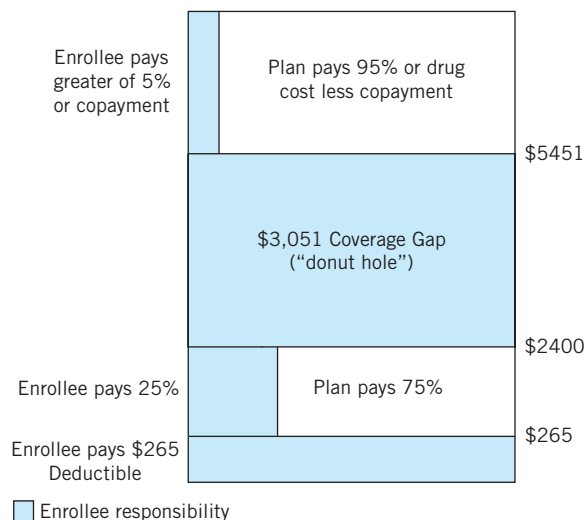 Enrollee pays
greater of 5%
or copayment
Plan pays 95% or drug
cost less copayment
$5451
$3,051 Coverage Gap
(“donut hole”)
$2400
Enrollee pays 25%
Plan pays 75%
$265
Enrollee pays $265
Deductible
Enrollee responsibility